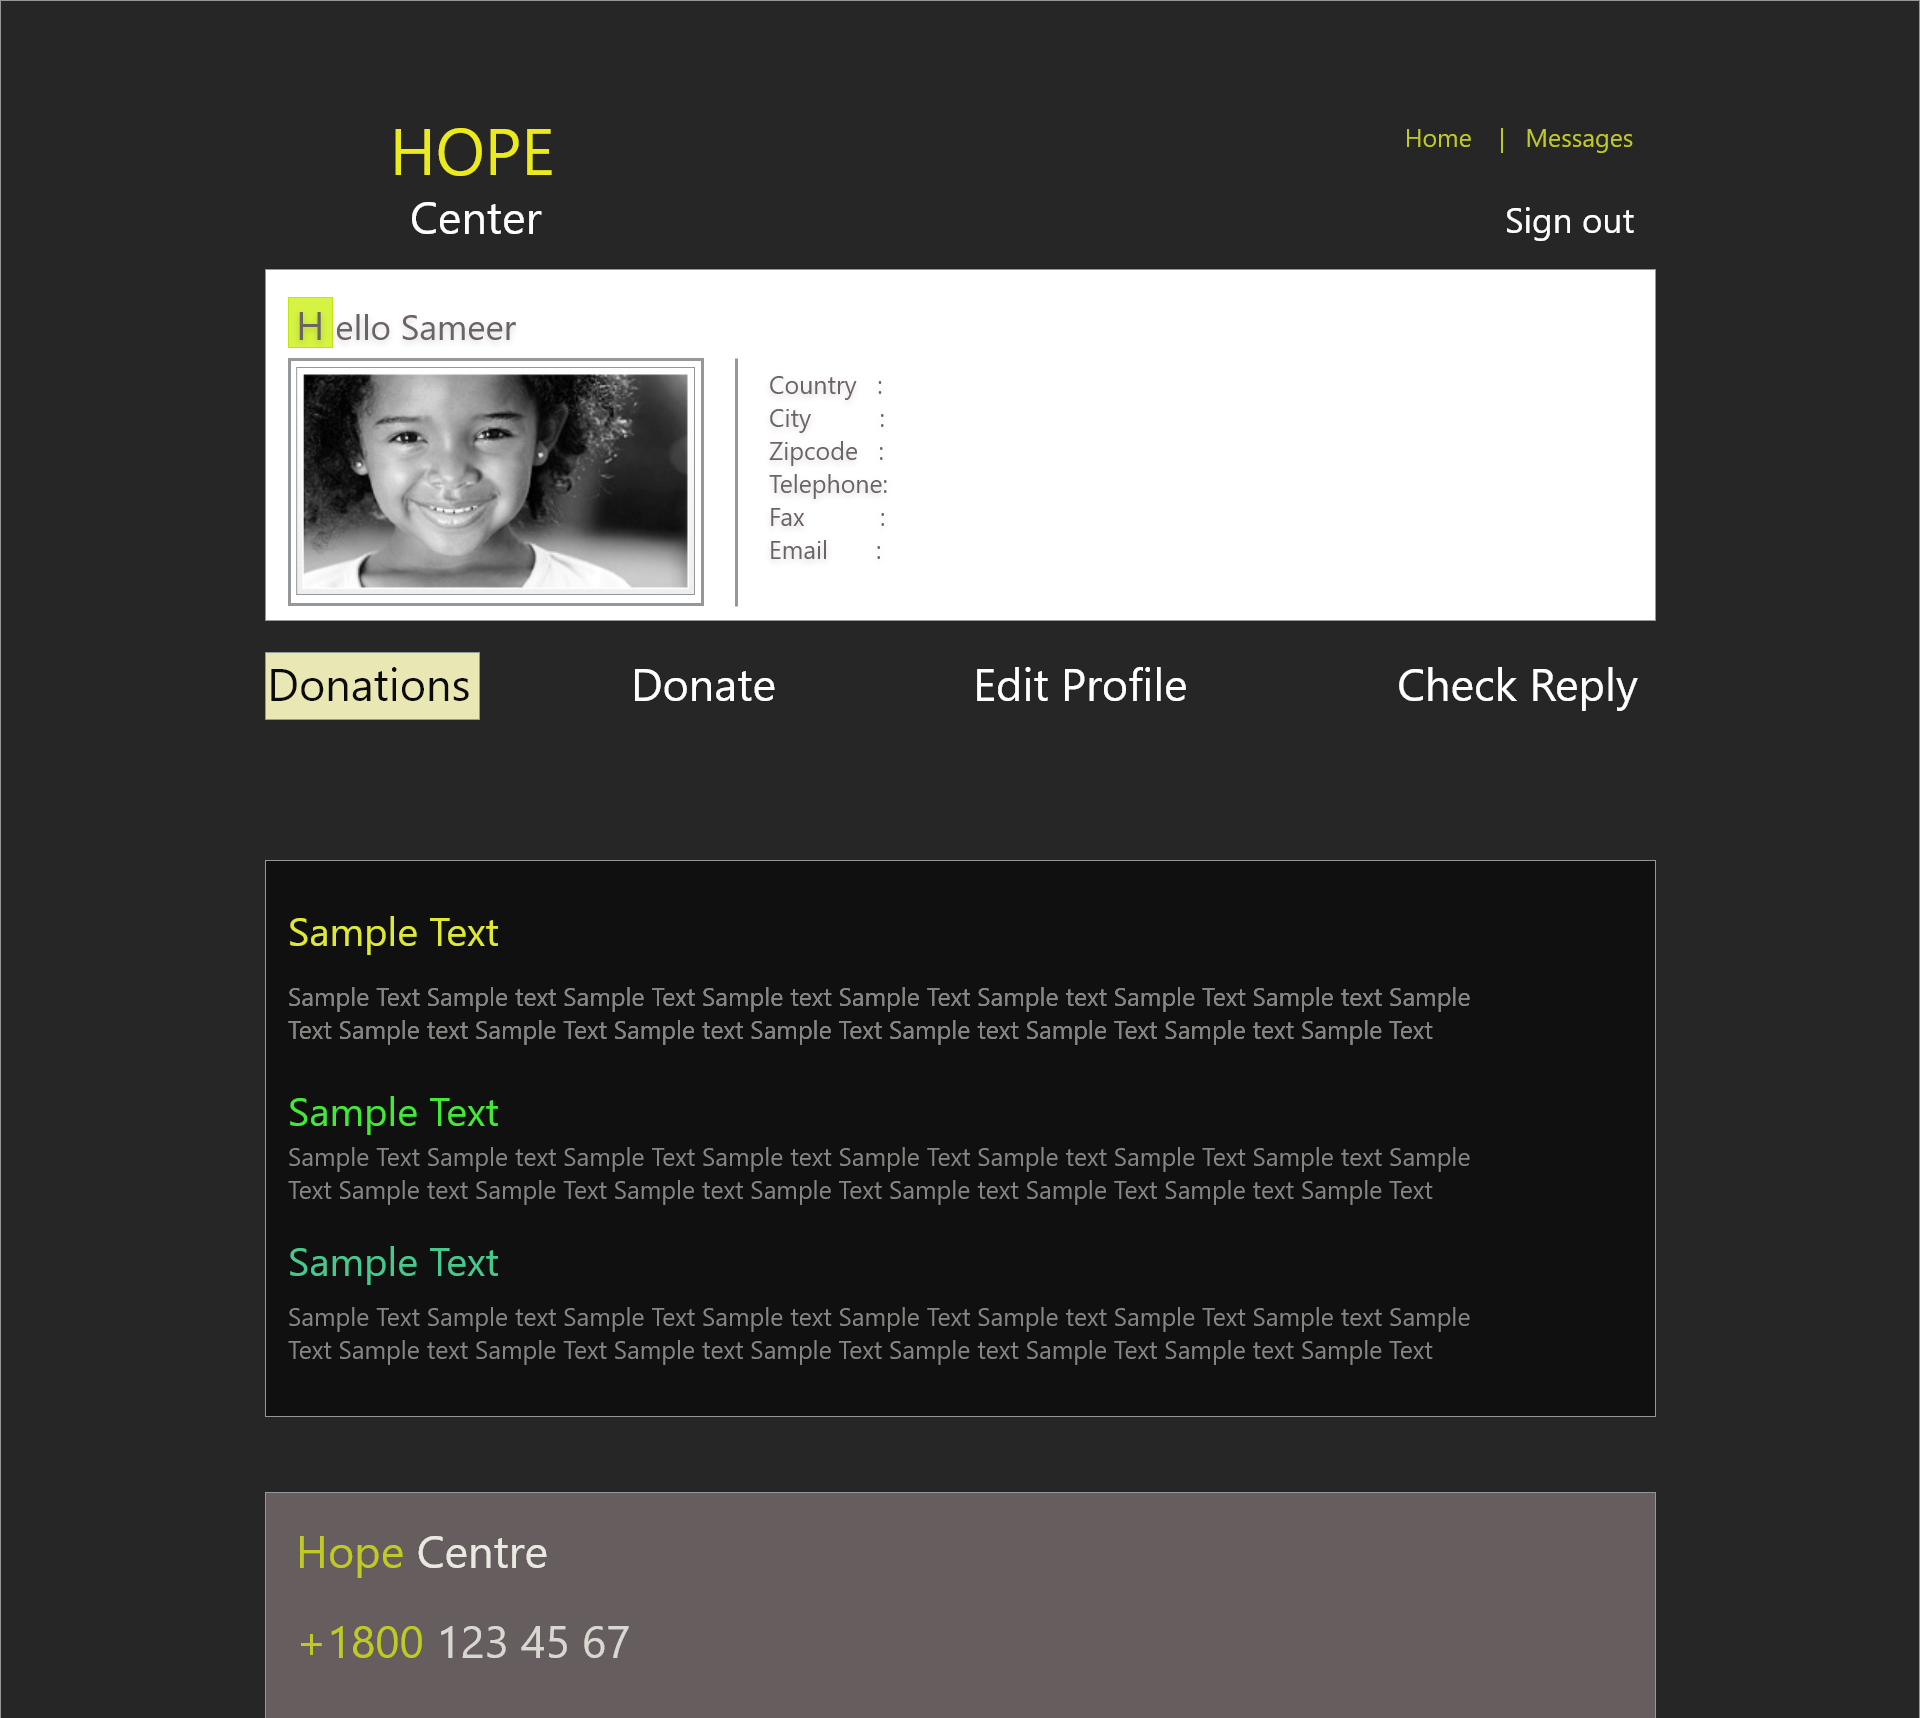 HOPE
Center
Home | Messages
Sign out
Hello Sameer
Country :
City :
Zipcode :
Telephone:
Fax :
Email :
Donations Donate Edit Profile Check Reply
Sample Text
Sample Text Sample text Sample Text Sample text Sample Text Sample text Sample Text Sample text Sample
Text Sample text Sample Text Sample text Sample Text Sample text Sample Text Sample text Sample Text
Sample Text
Sample Text Sample text Sample Text Sample text Sample Text Sample text Sample Text Sample text Sample
Text Sample text Sample Text Sample text Sample Text Sample text Sample Text Sample text Sample Text
Sample Text
Sample Text Sample text Sample Text Sample text Sample Text Sample text Sample Text Sample text Sample
Text Sample text Sample Text Sample text Sample Text Sample text Sample Text Sample text Sample Text
Hope Centre
+1800 123 45 67